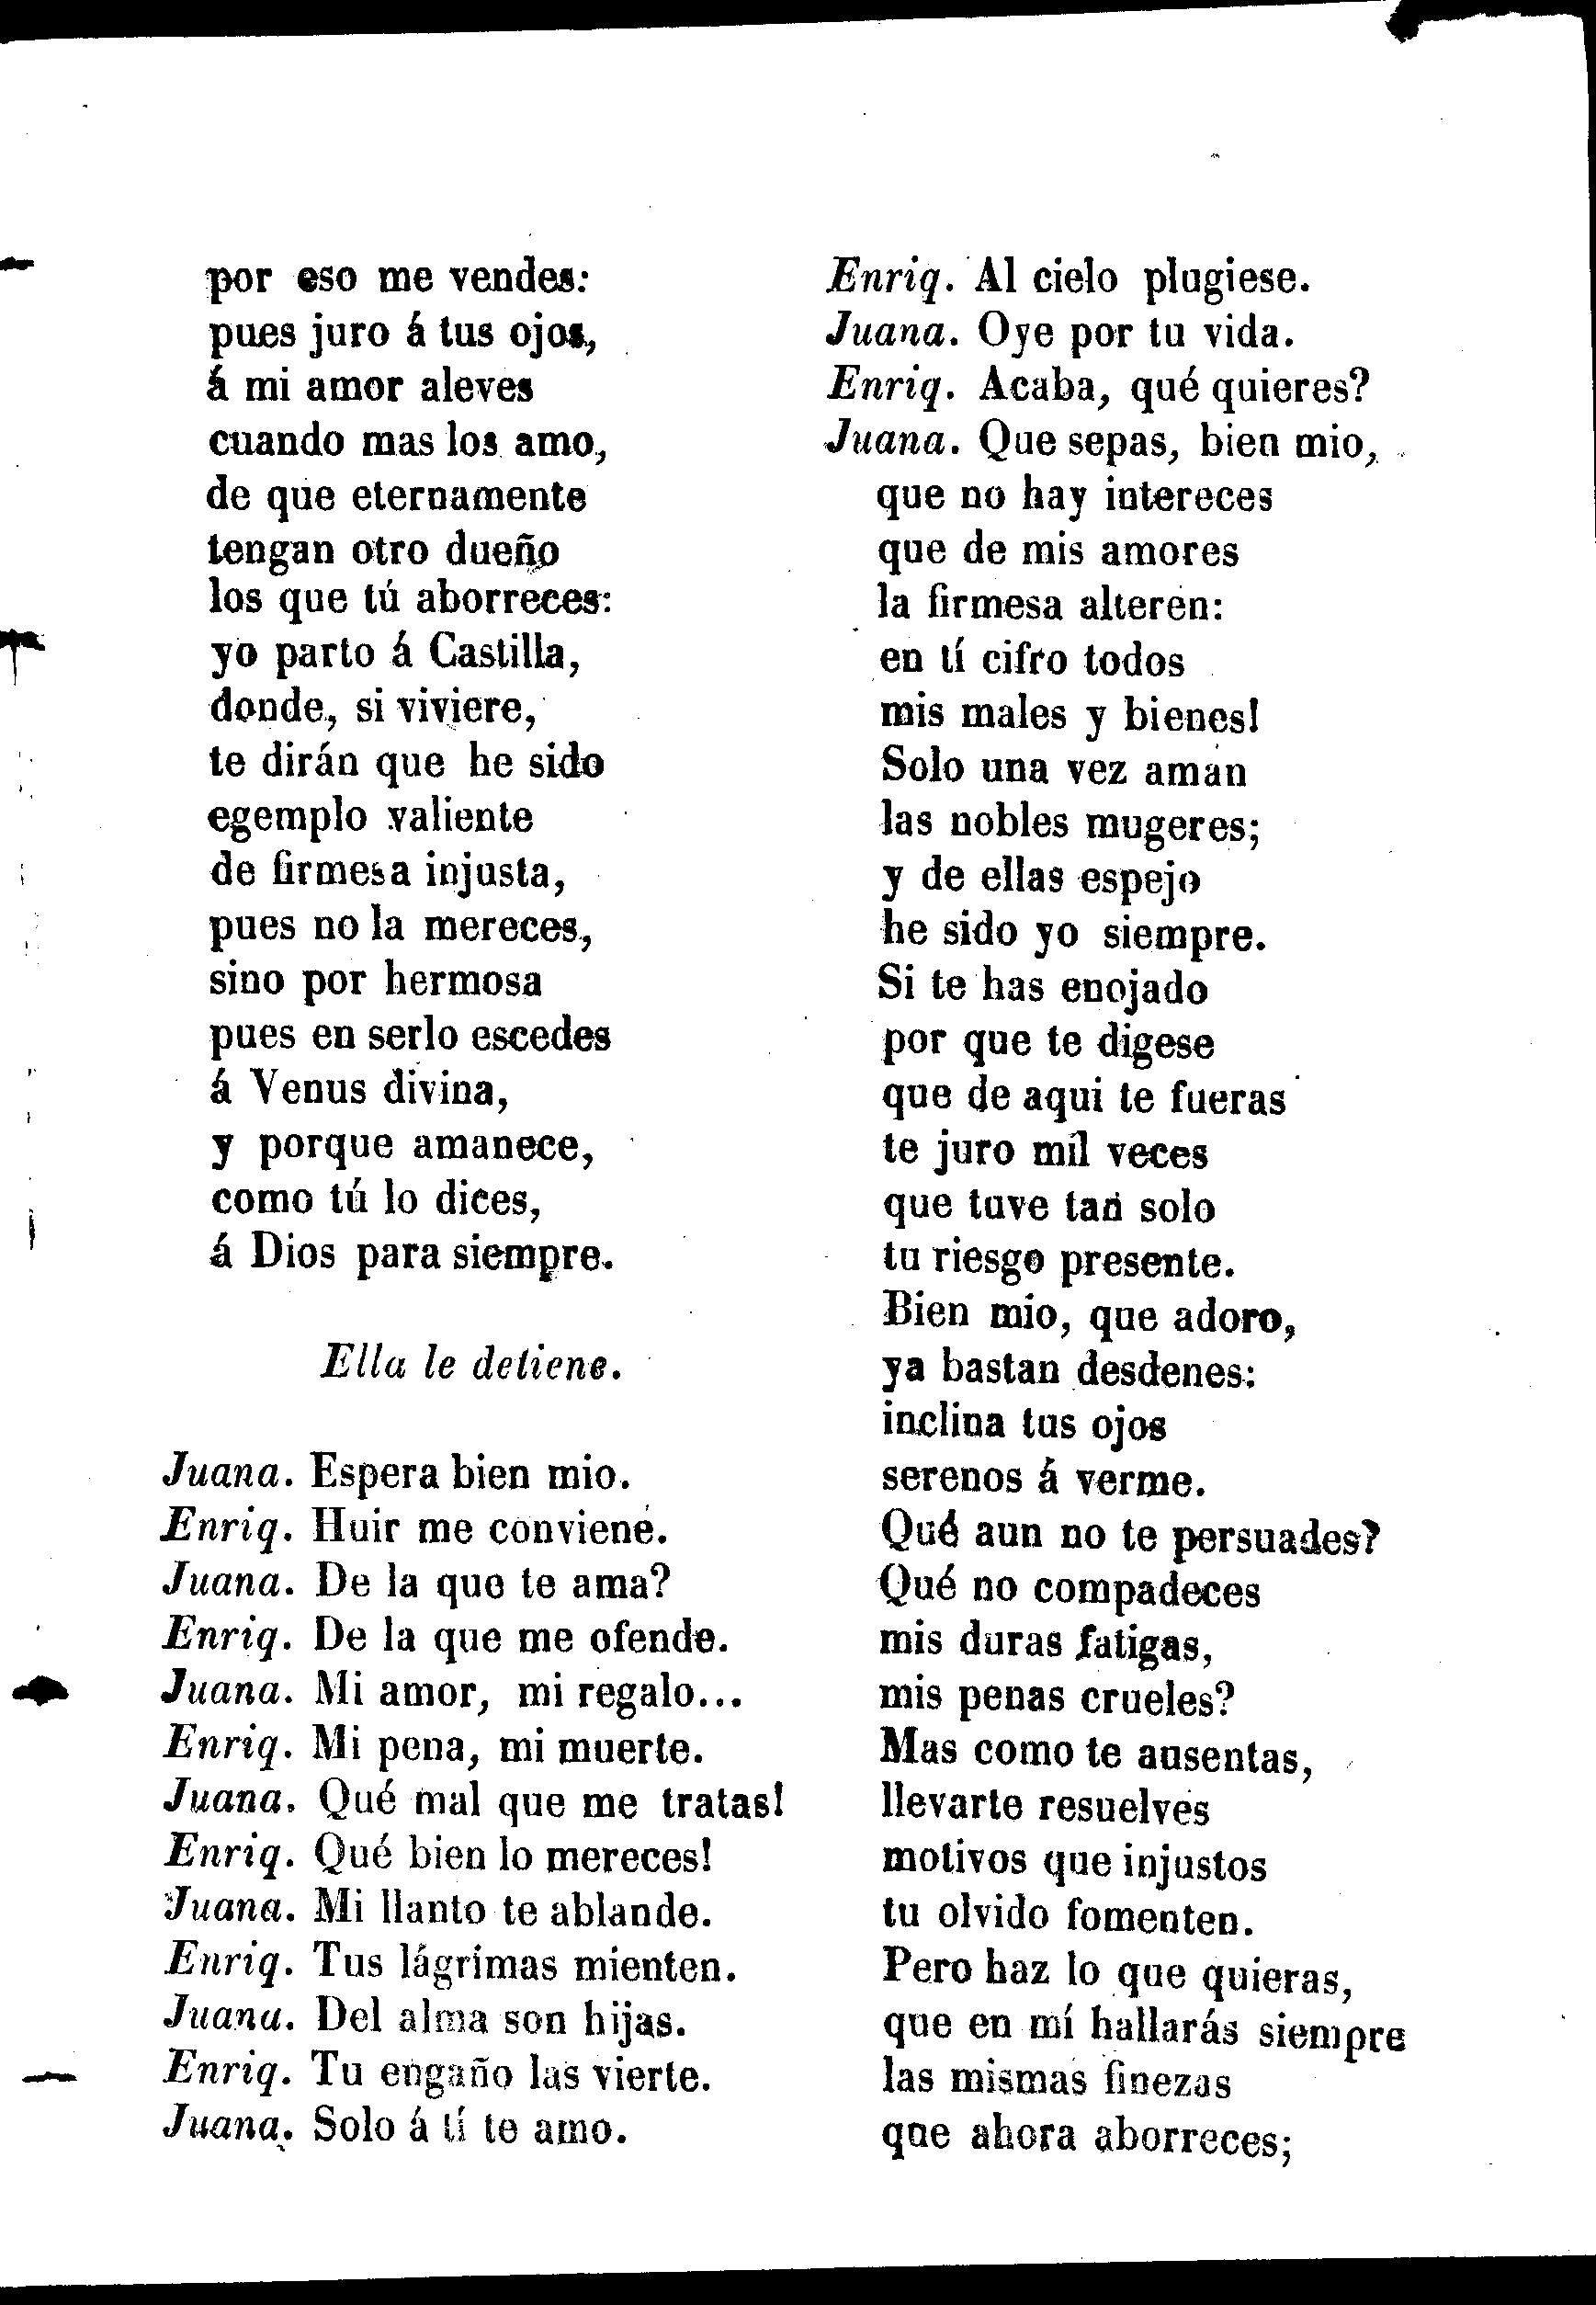 por eso me vendes:
pues juro á tus ojos,
á mi amor aleves
cuando mas los amo,
de que eternamente
tengan otro dueño
los que tú aborreces:
yo parto á Castilla,
donde, si viviere,
te dirán que he sido
egemplo valiente
de firmesa injusta,
pues no la mereces,
sino por hermosa
pues en serlo escedes
á Venus divina,
y porque amanece,
como tú lo dices,
á Dios para siempre.
Ella le detiene.
Juana. Espera bien mio.
Enriq. Huir me conviene.
Juana. De la que te ama?
Enriq. De la que me ofende.
Juana. Mi amor, mi regalo...
Enriq. Mi pena, mi muerte.
Juana. Qué mal que me tratas!
Enriq. Qué bien lo mereces!
Juana. Mi llanto te ablande.
Enriq. Tus lágrimas mienten.
Juana. Del alma son hijas.
Enriq. Tu engaño las vierte.
Juana. Solo á tí te amo.
Enriq. Al cielo plugiese.
Juana. Oye por tu vida.
Enriq. Acaba, qué quieres?
Juana. Que sepas, bien mio,
que no hay intereces
que de mis amores
la firmesa alteren:
en tí cifro todos
mis males y bienes!
Solo una vez aman
las nobles mugeres;
y de ellas espejo
he sido yo siempre.
Si te has enojado
por que te digese
que de aqui te fueras
te juro mil veces
que tuve tan solo
tu riesgo presente.
Bien mio, que adoro,
ya bastan desdenes:
inclina tus ojos
serenos á verme.
Qué aun no te persuades?
Qué no compadeces
mis duras fatigas,
mis penas crueles?
Mas como te ausentas,
llevarte resuelves
motivos que injustos
tu olvido fomenten.
Pero haz lo que quieras,
que en mí hallarás siempre
las mismas finezas
que ahora aborreces;